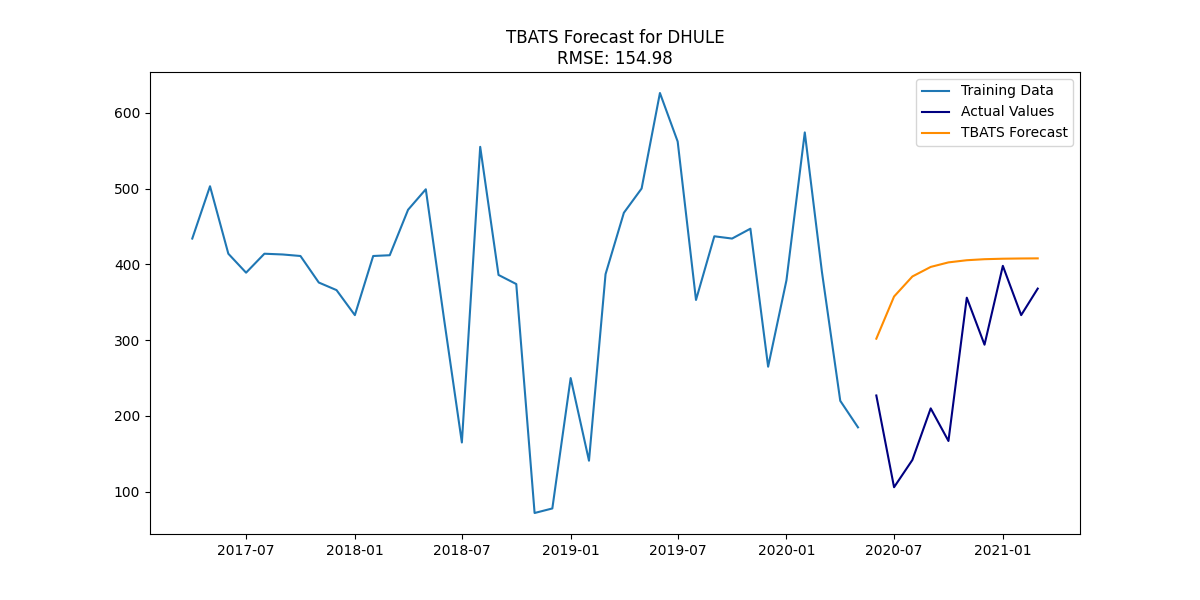 TBATS Forecast for DHULE
RMSE: 154.98
Training Data
Actual Values
TBATS Forecast
600
500
400
300
200
100
2017-07
2018-01
2018-07
2019-01
2019-07
2020-01
2020-07
2021-01